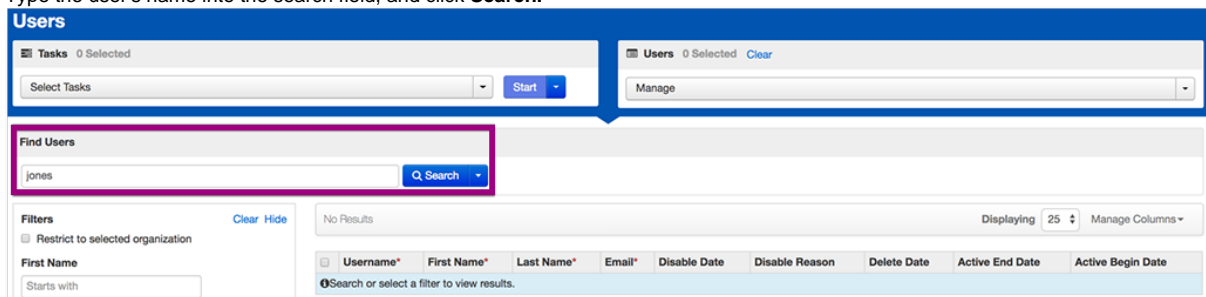 Type the user's name into the search field, and click Search.
Users
Tasks 0 Selected
Users 0 Selected Clear
Select Tasks
Start
Manage
Find Users
jones
Search
Filters Clear Hide
No Results
Displaying 25 Manage Columns
Restrict to selected organization
First Name
Username* First Name* Last Name* Email* Disable Date Disable Reason Delete Date Active End Date Active Begin Date
Starts with
Search or select a filter to view results.